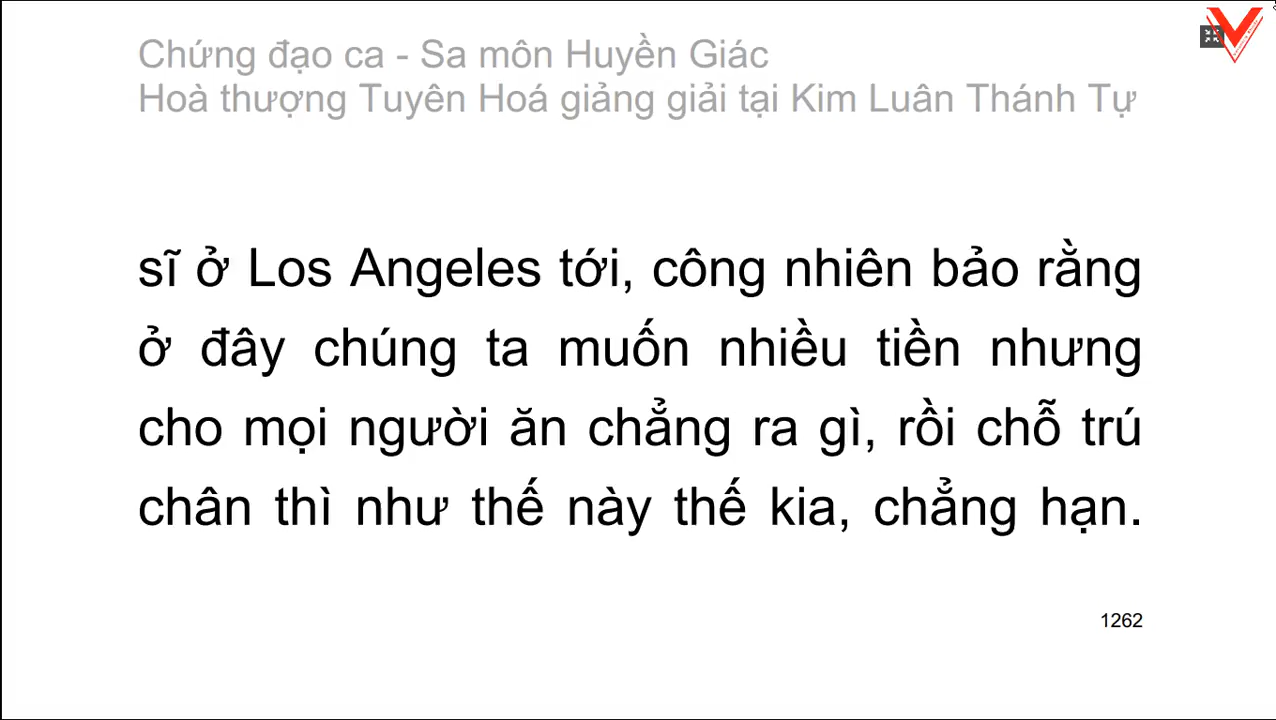 Chứng đạo ca - Sa môn Huyền Giác
Hoà thượng Tuyên Hoá giảng giải tại Kim Luân Thánh Tự
sĩ ở Los Angeles tới, công nhiên bảo rằng
ở đây chúng ta muốn nhiều tiền nhưng
cho mọi người ăn chẳng ra gì, rồi chỗ trú
chân thì như thế này thế kia, chẳng hạn.
1262